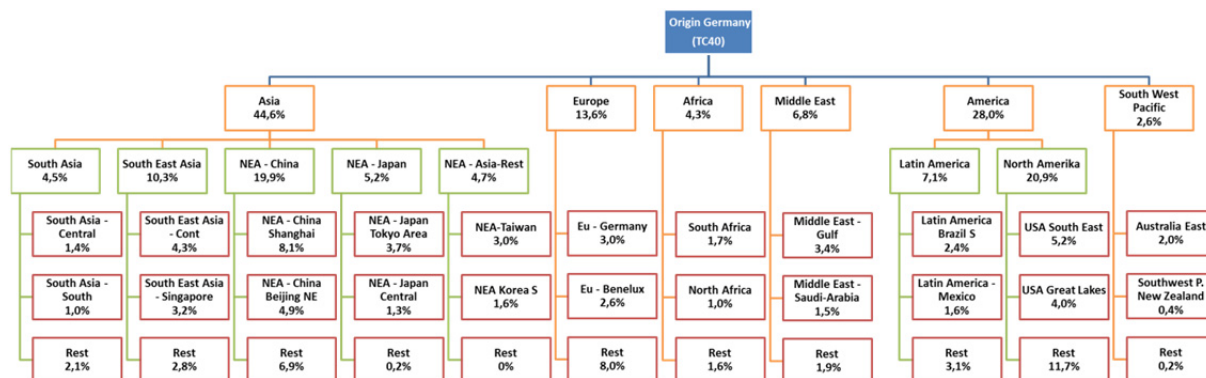 Origin Germany
(TC40)
Asia
44,6%
Europe
13,6%
Africa
4,3%
Middle East
6,8%
America
28,0%
South West
Pacific
2,6%
South Asia
4,5%
South East Asia
10,3%
NEA - China
19,9%
NEA - Japan
5,2%
NEA - Asia-Rest
4,7%
Latin America
7,1%
North Amerika
20,9%
South Asia -
Central
1,4%
South East Asia
- Cont
4,3%
NEA - China
Shanghai
8,1%
NEA - Japan
Tokyo Area
3,7%
NEA-Taiwan
3,0%
Eu - Germany
3,0%
South Africa
1,7%
Middle East -
Gulf
3,4%
Latin America
Brazil S
2,4%
USA South East
5,2%
Australia East
2,0%
South Asia -
South
1,0%
South East Asia
- Singapore
3,2%
NEA - China
Beijing NE
4,9%
NEA - Japan
Central
1,3%
NEA Korea S
1,6%
Eu - Benelux
2,6%
North Africa
1,0%
Middle East -
Saudi-Arabia
1,5%
Latin America -
Mexico
1,6%
USA Great Lakes
4,0%
Southwest P.
New Zealand
0,4%
Rest
2,1%
Rest
2,8%
Rest
6,9%
Rest
0,2%
Rest
0%
Rest
8,0%
Rest
1,6%
Rest
1,9%
Rest
3,1%
Rest
11,7%
Rest
0,2%